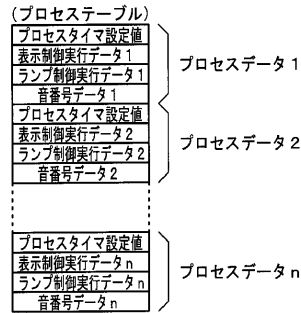 (プロセステーブル)
プロセスタイマ設定値
表示制御実行データ1
ランプ制御実行データ1
音番号データ1
プロセスデータ1
プロセスタイマ設定値
表示制御実行データ2
ランプ制御実行データ2
音番号データ2
プロセスデータ2
プロセスタイマ設定値
表示制御実行データn
ランプ制御実行データn
音番号データn
プロセスデータn